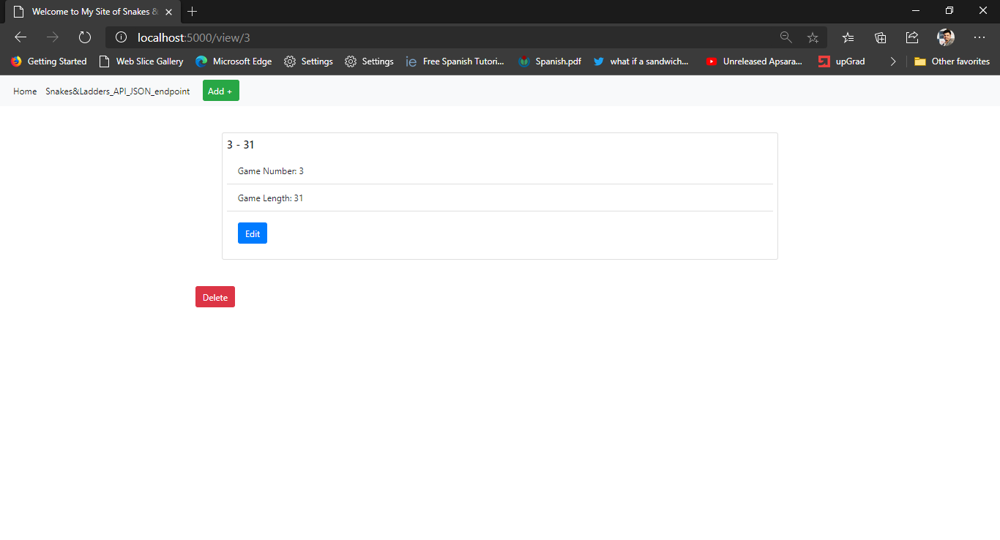 Welcome to My Site of Snakes &
localhost:5000/view/3
Getting Started Web Slice Gallery Microsoft Edge Settings Settings Free Spanish Tutori... Spanish.pdf what if a sandwich... Unreleased Apsara... upGrad Other favorites
Home Snakes&Ladders_API_JSON_endpoint Add +
3 - 31
Game Number: 3
Game Length: 31
Edit
Delete